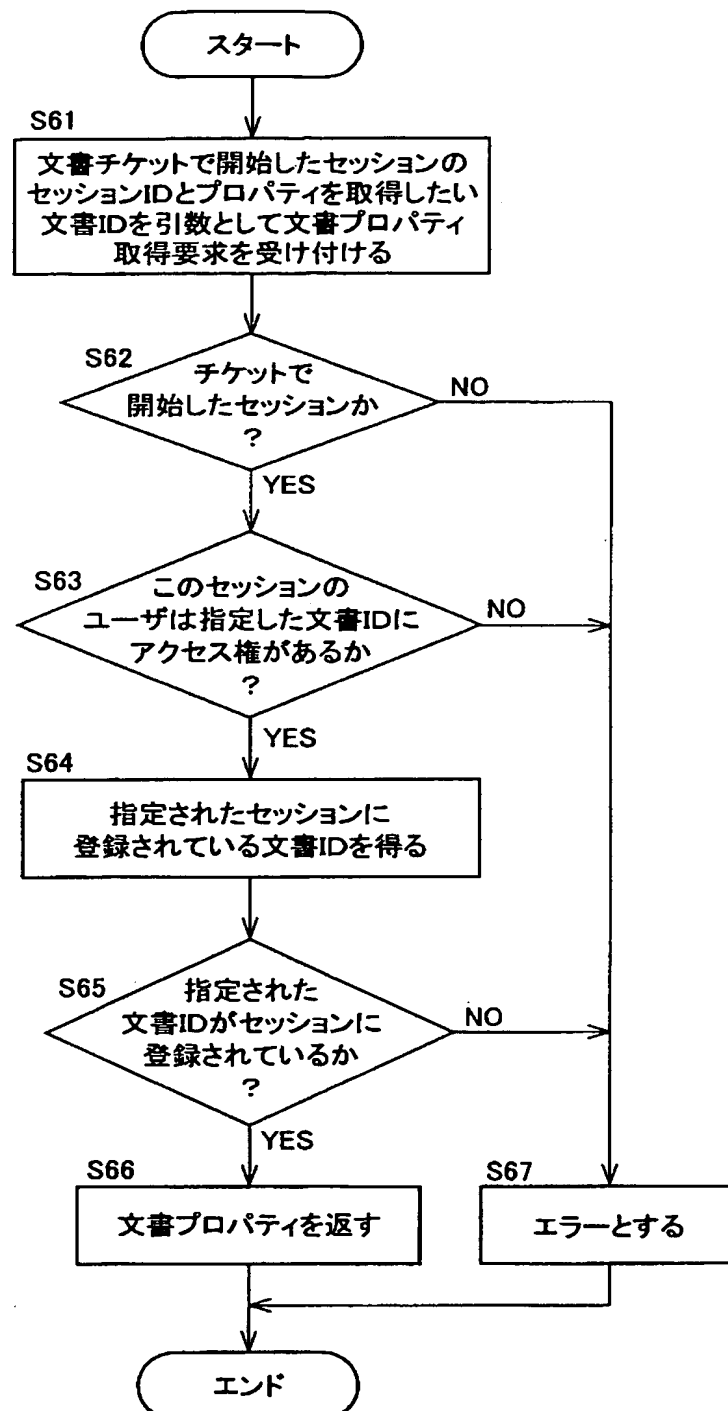 スタート
S61
文書チケットで開始したセッションの
セッションIDとプロパティを取得したい
文書IDを引数として文書プロパティ
取得要求を受け付ける
S62
チケットで
開始したセッションか
?
NO
YES
S63
このセッションの
ユーザは指定した文書IDに
アクセス権があるか
?
NO
YES
S64
指定されたセッションに
登録されている文書IDを得る
S65
指定された
文書IDがセッションに
登録されているか
?
NO
YES
S66
文書プロパティを返す
S67
エラーとする
エンド